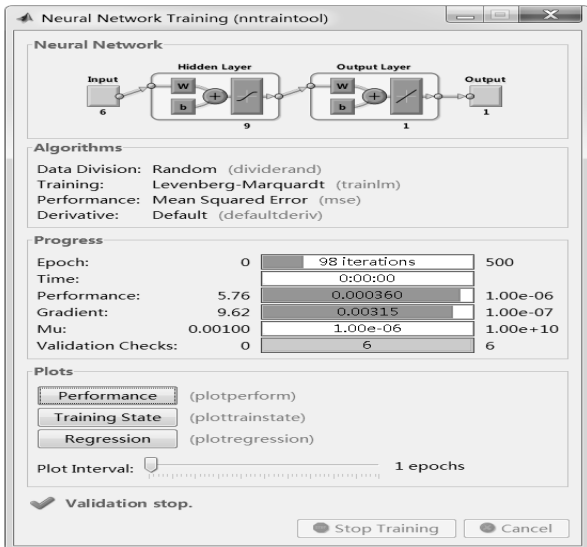 Neural Network Training (nntraintool)
Neural Network
Hidden Layer
Output Layer
Input
Output
W
b
+
W
b
+
6
9
1
1
Algorithms
Data Division: Random (dividerand)
Training: Levenberg-Marquardt (trainlm)
Performance: Mean Squared Error (mse)
Derivative: Default (defaultderiv)
Progress
Epoch: 0 98 iterations 500
Time: 0:00:00
Performance: 5.76 0.000360 1.00e-06
Gradient: 9.62 0.00315 1.00e-07
Mu: 0.00100 1.00e-06 1.00e+10
Validation Checks: 0 6 6
Plots
Performance (plotperform)
Training State (plottrainstate)
Regression (plotregression)
Plot Interval: 1 epochs
Validation stop.
Stop Training Cancel